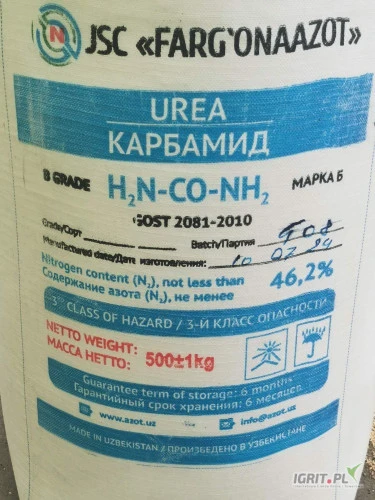 N JSC «FARG'ONAAZOT»
UREA
КАРБАМИД
B GRADE H₂N-CO-NH₂ МАРКА Б
GOST 2081-2010
Grade/Сорт Batch/Партия 508
Manufactured date/Дата изготовления: 10 02 24
Nitrogen content (N₂), not less than 46,2%
Содержание азота (N₂), не менее
3RD CLASS OF HAZARD / 3-Й КЛАСС ОПАСНОСТИ
NETTO WEIGHT:
МАССА НЕТТО: 500±1kg
Guarantee term of storage: 6 months
Гарантийный срок хранения: 6 месяцев
www.azot.uz info@azot.uz
MADE IN UZBEKISTAN / ПРОИЗВЕДЕНО В УЗБЕКИСТАНЕ
IGRIT.PL